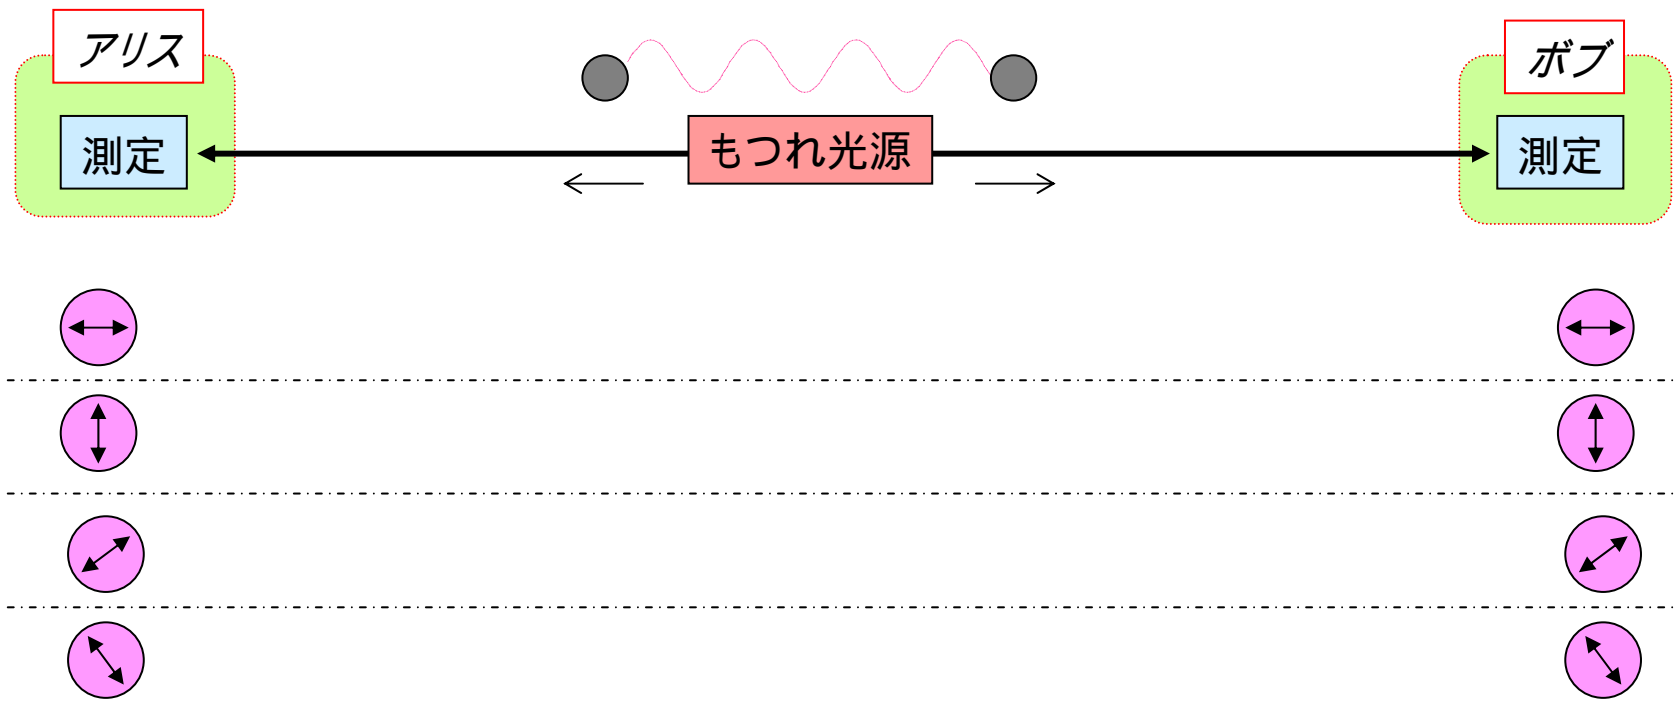 アリス
ボブ
測定
もつれ光源
測定